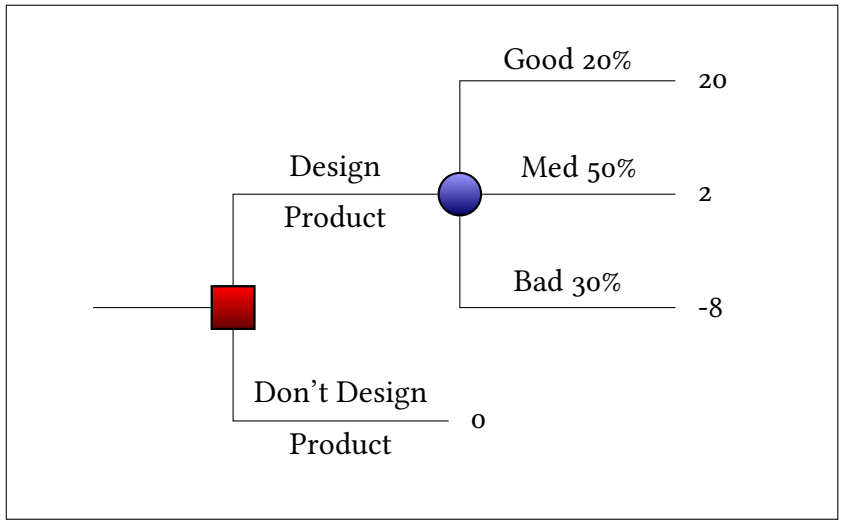 Good 20%
20
Design
Product
Med 50%
2
Bad 30%
-8
Don't Design
Product
0